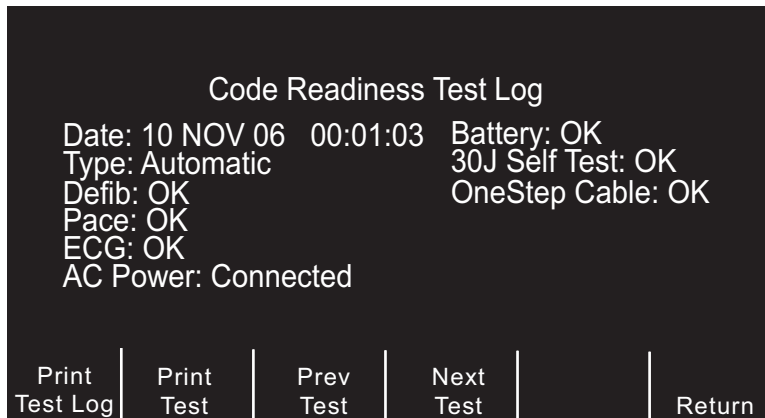 Code Readiness Test Log
Date: 10 NOV 06 00:01:03
Type: Automatic
Defib: OK
Pace: OK
ECG: OK
AC Power: Connected
Battery: OK
30J Self Test: OK
OneStep Cable: OK
Print
Test Log
Print
Test
Prev
Test
Next
Test
Return